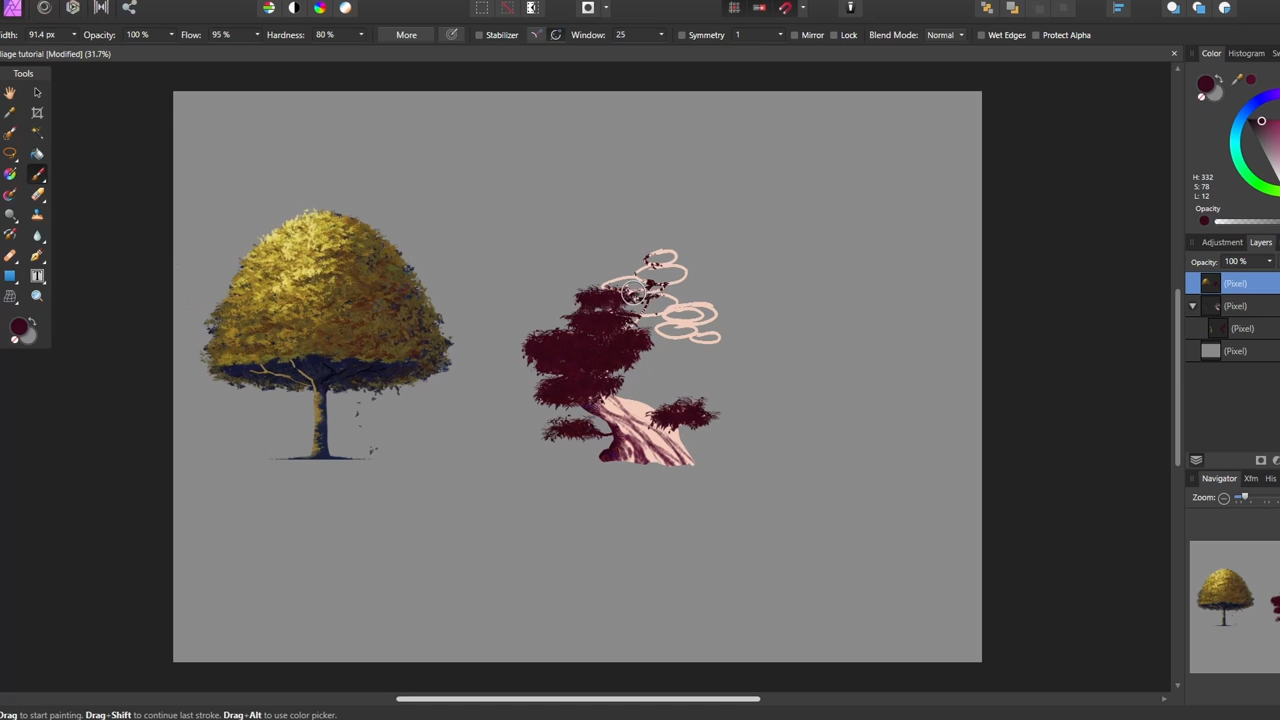 Width: 91.4 px Opacity: 100 % Flow: 95 % Hardness: 80 % More Stabilizer Window: 25 Symmetry 1 Mirror Lock Blend Mode: Normal Wet Edges Protect Alpha
liage tutorial [Modified] (31.7%)
Color Histogram Sw
Tools
H: 332
S: 78
L: 12
Opacity
Adjustment Layers
Opacity: 100 %
(Pixel)
(Pixel)
(Pixel)
(Pixel)
Navigator Xfm His
Zoom:
Drag to start painting. Drag+Shift to continue last stroke. Drag+Alt to use color picker.